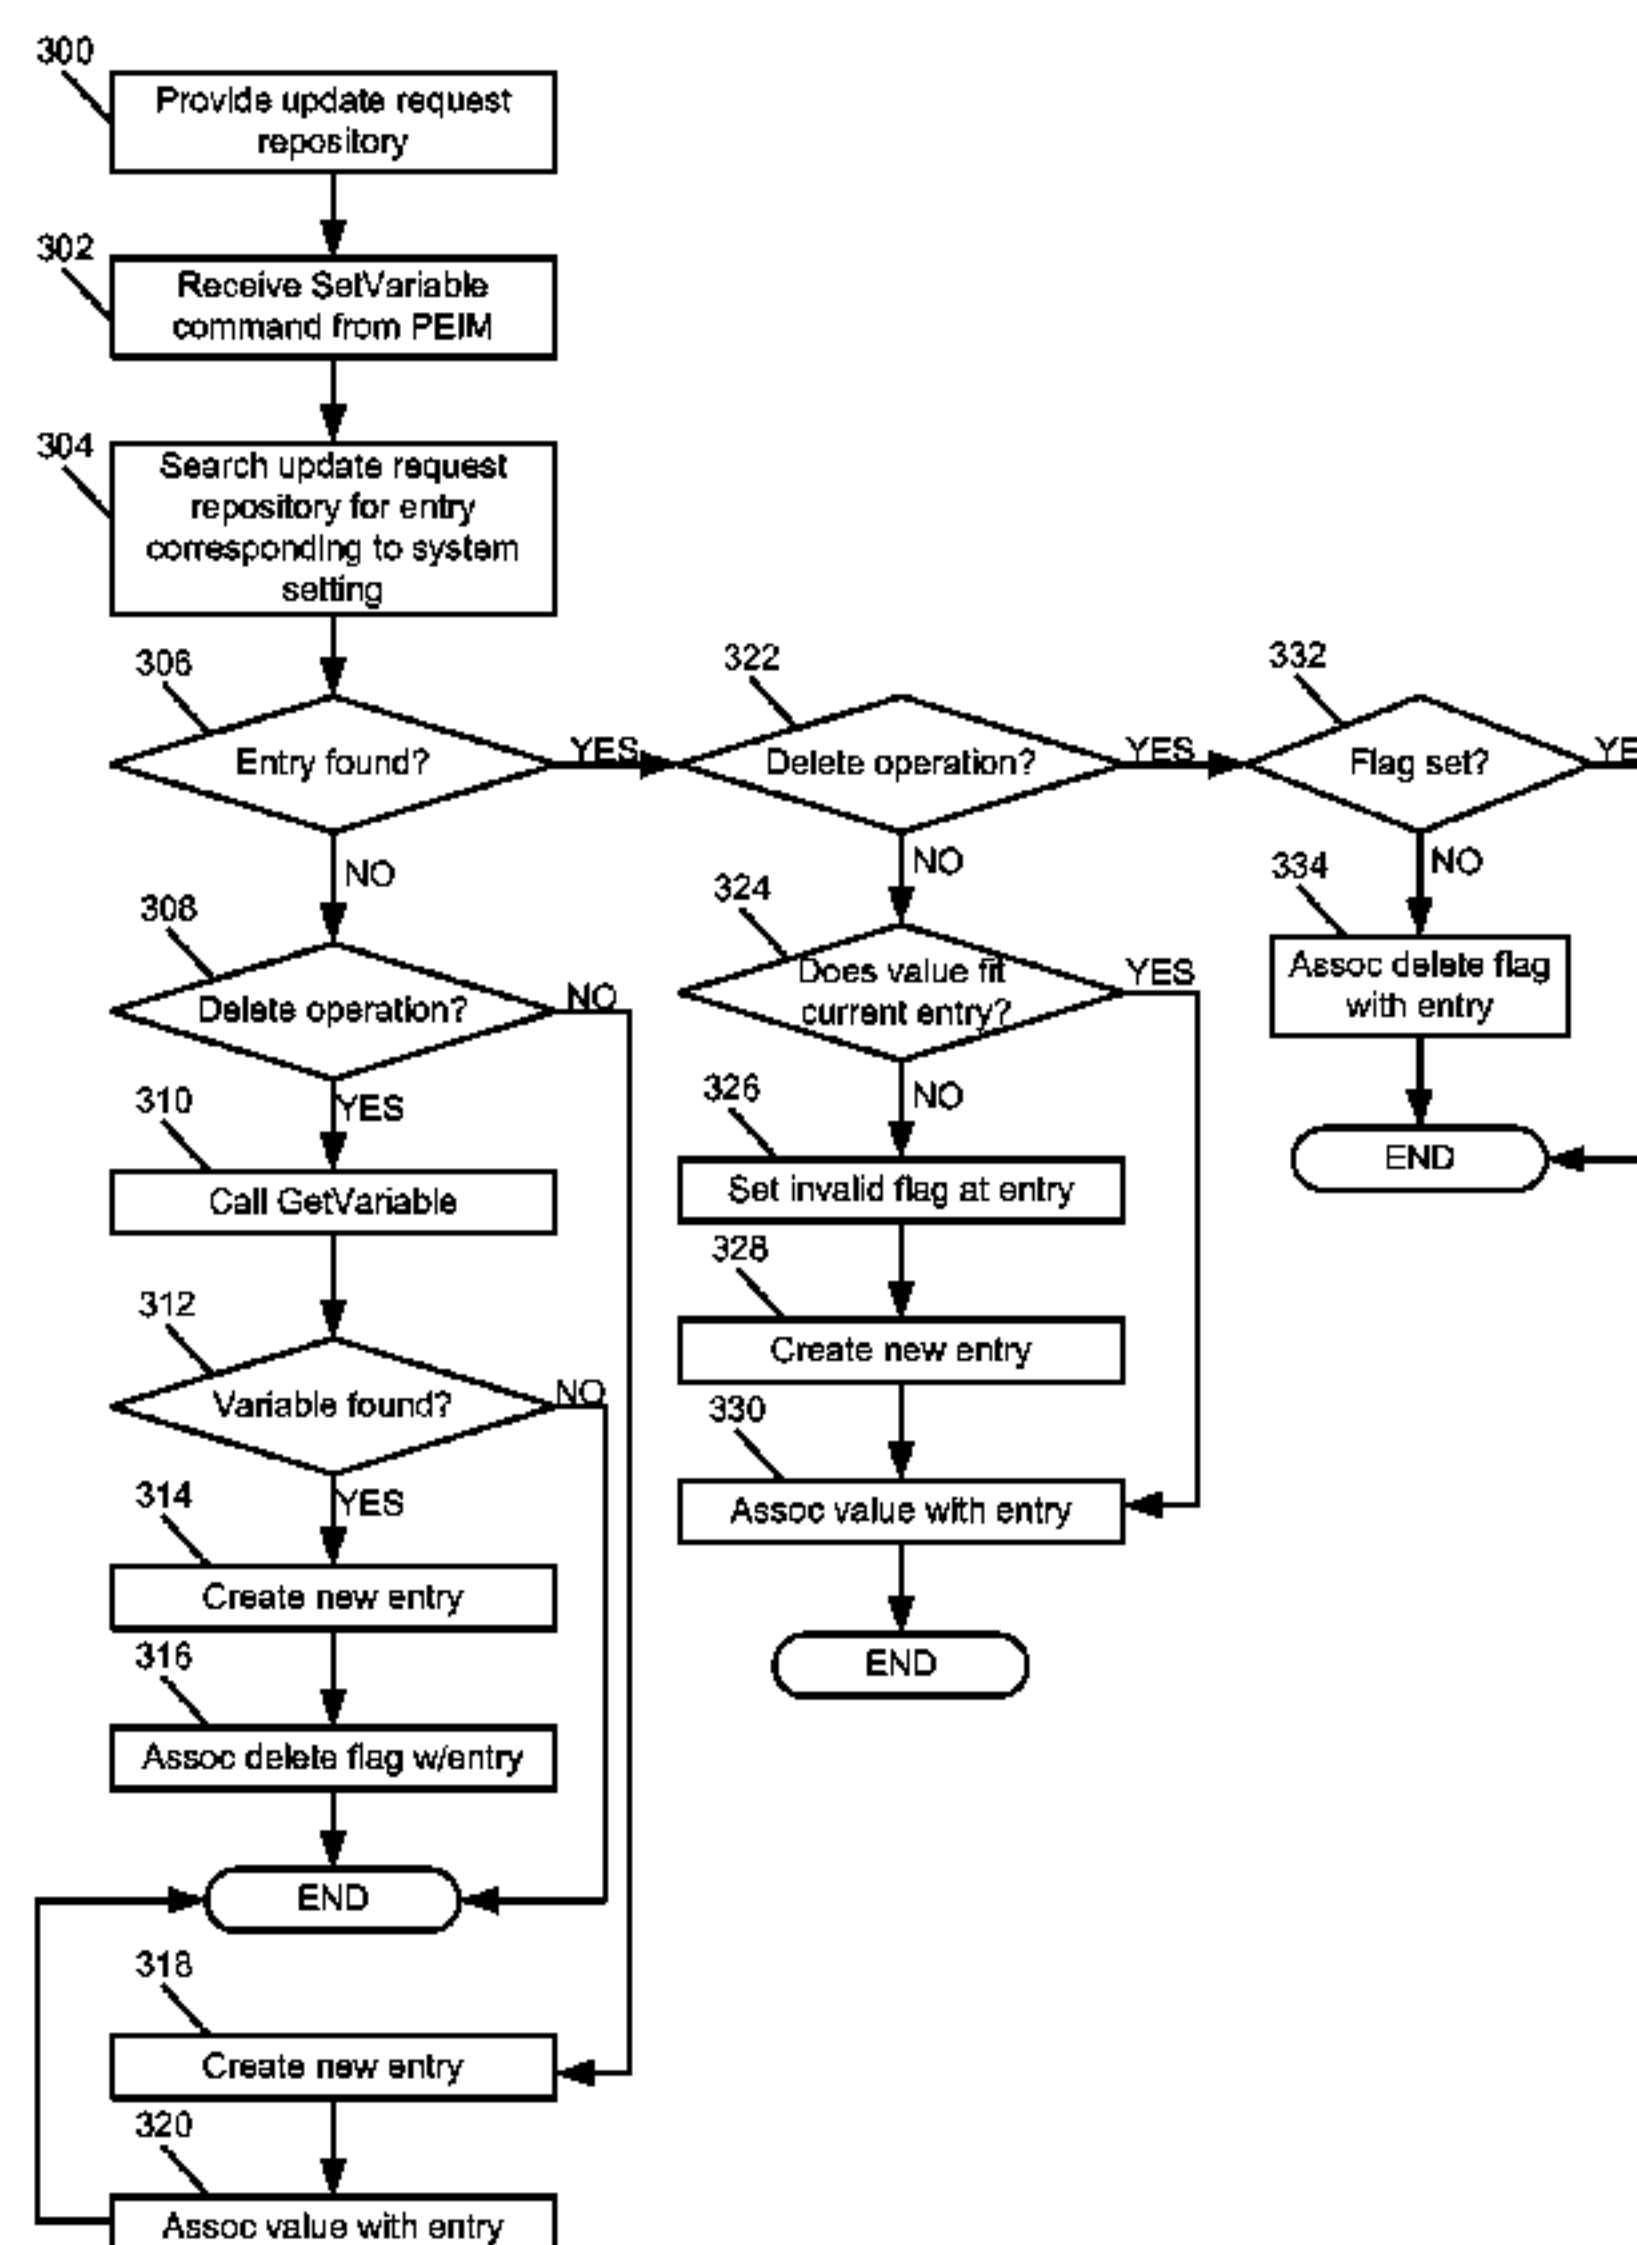 300
Provide update request
repository
302
Receive SetVariable
command from PEIM
304
Search update request
repository for entry
corresponding to system
setting
306
Entry found?
YES
322
Delete operation?
YES
332
Flag set?
YE
NO
308
Delete operation?
NO
YES
310
Call GetVariable
312
Variable found?
NO
YES
314
Create new entry
316
Assoc delete flag w/entry
END
318
Create new entry
320
Assoc value with entry
NO
324
Does value fit
current entry?
YES
NO
326
Set invalid flag at entry
328
Create new entry
330
Assoc value with entry
END
NO
334
Assoc delete flag
with entry
END